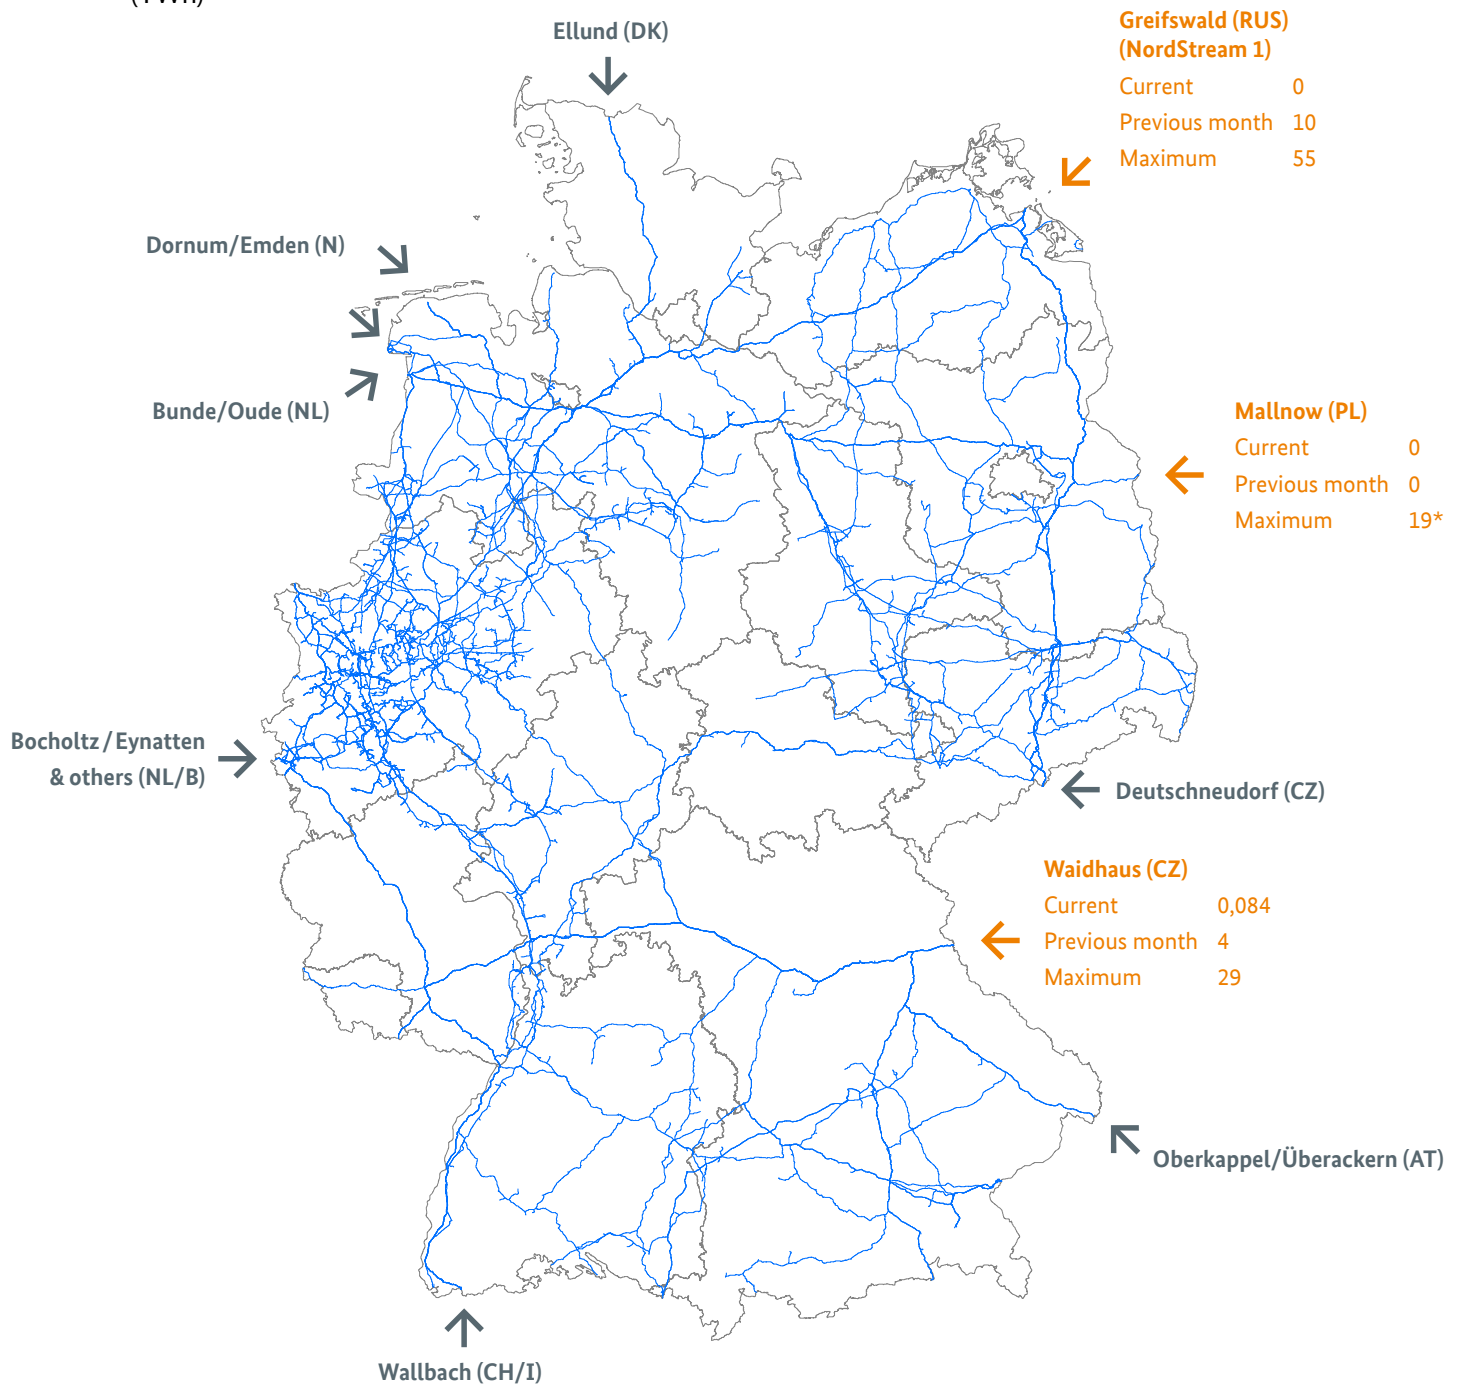 (TWh)
Ellund (DK)
Greifswald (RUS)
(NordStream 1)
Current 0
Previous month 10
Maximum 55
Dornum/Emden (N)
Bunde/Oude (NL)
Mallnow (PL)
Current 0
Previous month 0
Maximum 19*
Bocholtz / Eynatten
& others (NL/B)
Deutschneudorf (CZ)
Waidhaus (CZ)
Current 0,084
Previous month 4
Maximum 29
Oberkappel/Überackern (AT)
Wallbach (CH/I)